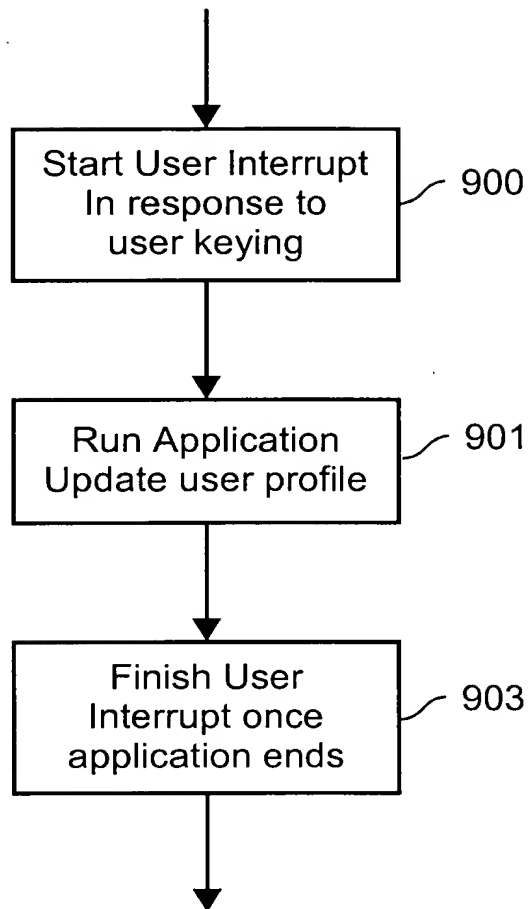 Start User Interrupt
In response to
user keying
900
Run Application
Update user profile
901
Finish User
Interrupt once
application ends
903